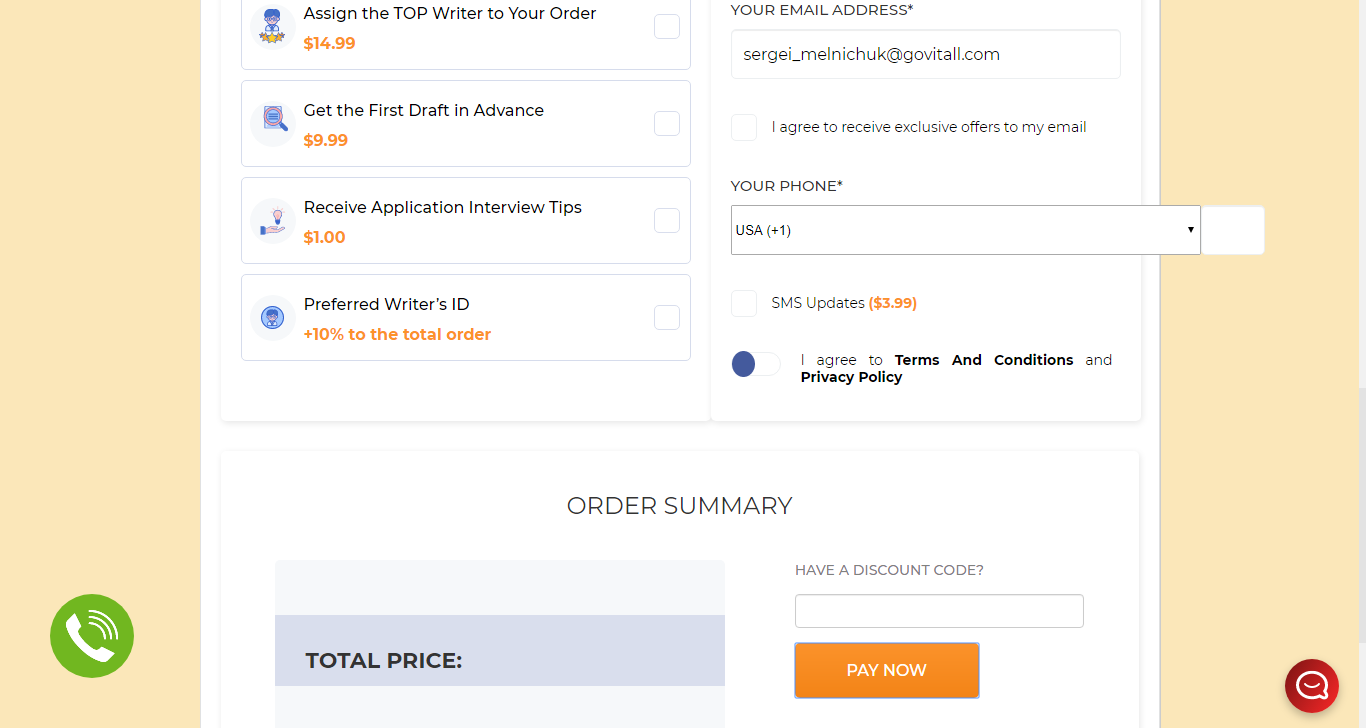 Assign the TOP Writer to Your Order
$14.99
Get the First Draft in Advance
$9.99
Receive Application Interview Tips
$1.00
Preferred Writer’s ID
+10% to the total order
YOUR EMAIL ADDRESS*
sergei_melnichuk@govitall.com
I agree to receive exclusive offers to my email
YOUR PHONE*
USA (+1)
SMS Updates ($3.99)
I agree to Terms And Conditions and
Privacy Policy
ORDER SUMMARY
TOTAL PRICE:
HAVE A DISCOUNT CODE?
PAY NOW